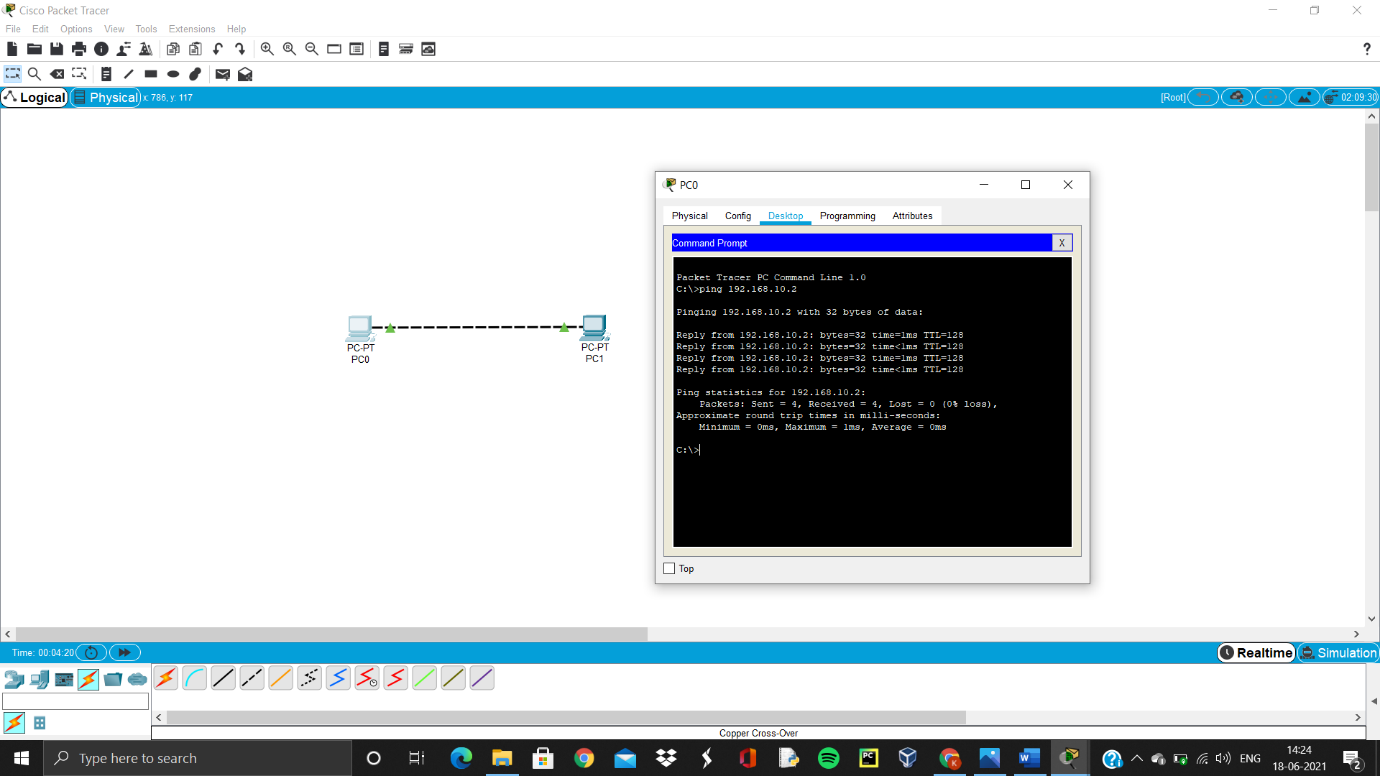 Cisco Packet Tracer
File Edit Options View Tools Extensions Help
?
Logical Physical x: 786, y: 117 [Root] 02:09:30
PC0
Physical Config Desktop Programming Attributes
Command Prompt X
Packet Tracer PC Command Line 1.0
C:\>ping 192.168.10.2
Pinging 192.168.10.2 with 32 bytes of data:
Reply from 192.168.10.2: bytes=32 time=1ms TTL=128
Reply from 192.168.10.2: bytes=32 time<1ms TTL=128
Reply from 192.168.10.2: bytes=32 time=1ms TTL=128
Reply from 192.168.10.2: bytes=32 time<1ms TTL=128
Ping statistics for 192.168.10.2:
Packets: Sent = 4, Received = 4, Lost = 0 (0% loss),
Approximate round trip times in milli-seconds:
Minimum = 0ms, Maximum = 1ms, Average = 0ms
C:\>
Top
PC-PT
PC0
PC-PT
PC1
Time: 00:04:20 Realtime Simulation
Copper Cross-Over
Type here to search
ENG
14:24
18-06-2021
2